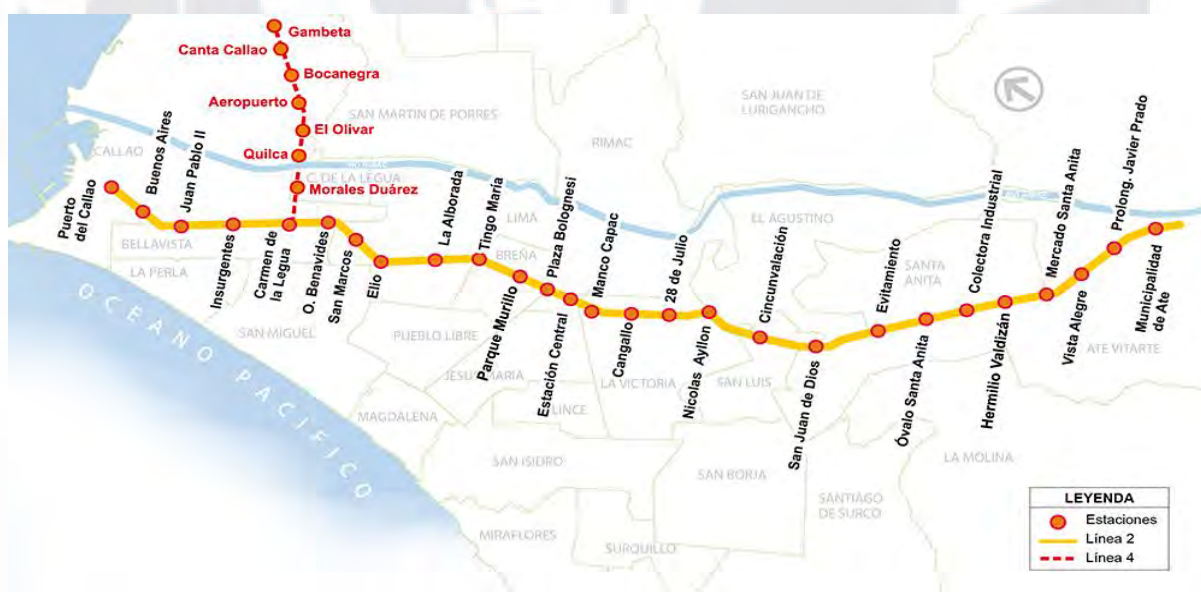 Gambeta
Canta Callao
Bocanegra
Aeropuerto
El Olivar
Quilca
Morales Duárez
SAN MARTIN DE PORRES
SAN JUAN DE
LURIGANCHO
RIMAC
CALLAO
C. DE LA LEGUA
Puerto
del Callao
Buenos Aires
Juan Pablo II
Insurgentes
Carmen de
la Legua
O. Benavides
San Marcos
Elio
La Alborada
Tingo María
Parque Murillo
Plaza Bolognesi
Estación Central
Manco Capac
Cangallo
28 de Julio
Nicolas Ayllon
Cincunvalación
San Juan de Dios
Evitamiento
Óvalo Santa Anita
Colectora Industrial
Hermilio Valdizán
Mercado Santa Anita
Vista Alegre
Prolong. Javier Prado
Municipalidad
de Ate
BELLAVISTA
LA PERLA
LIMA
BREÑA
EL AGUSTINO
SANTA
ANITA
ATE VITARTE
SAN MIGUEL
PUEBLO LIBRE
JESUS MARIA
LA VICTORIA
SAN LUIS
MAGDALENA
LINCE
SAN ISIDRO
SAN BORJA
LA MOLINA
SANTIAGO
DE SURCO
MIRAFLORES
SURQUILLO
OCEANO PACIFICO
LEYENDA
Estaciones
Línea 2
Línea 4